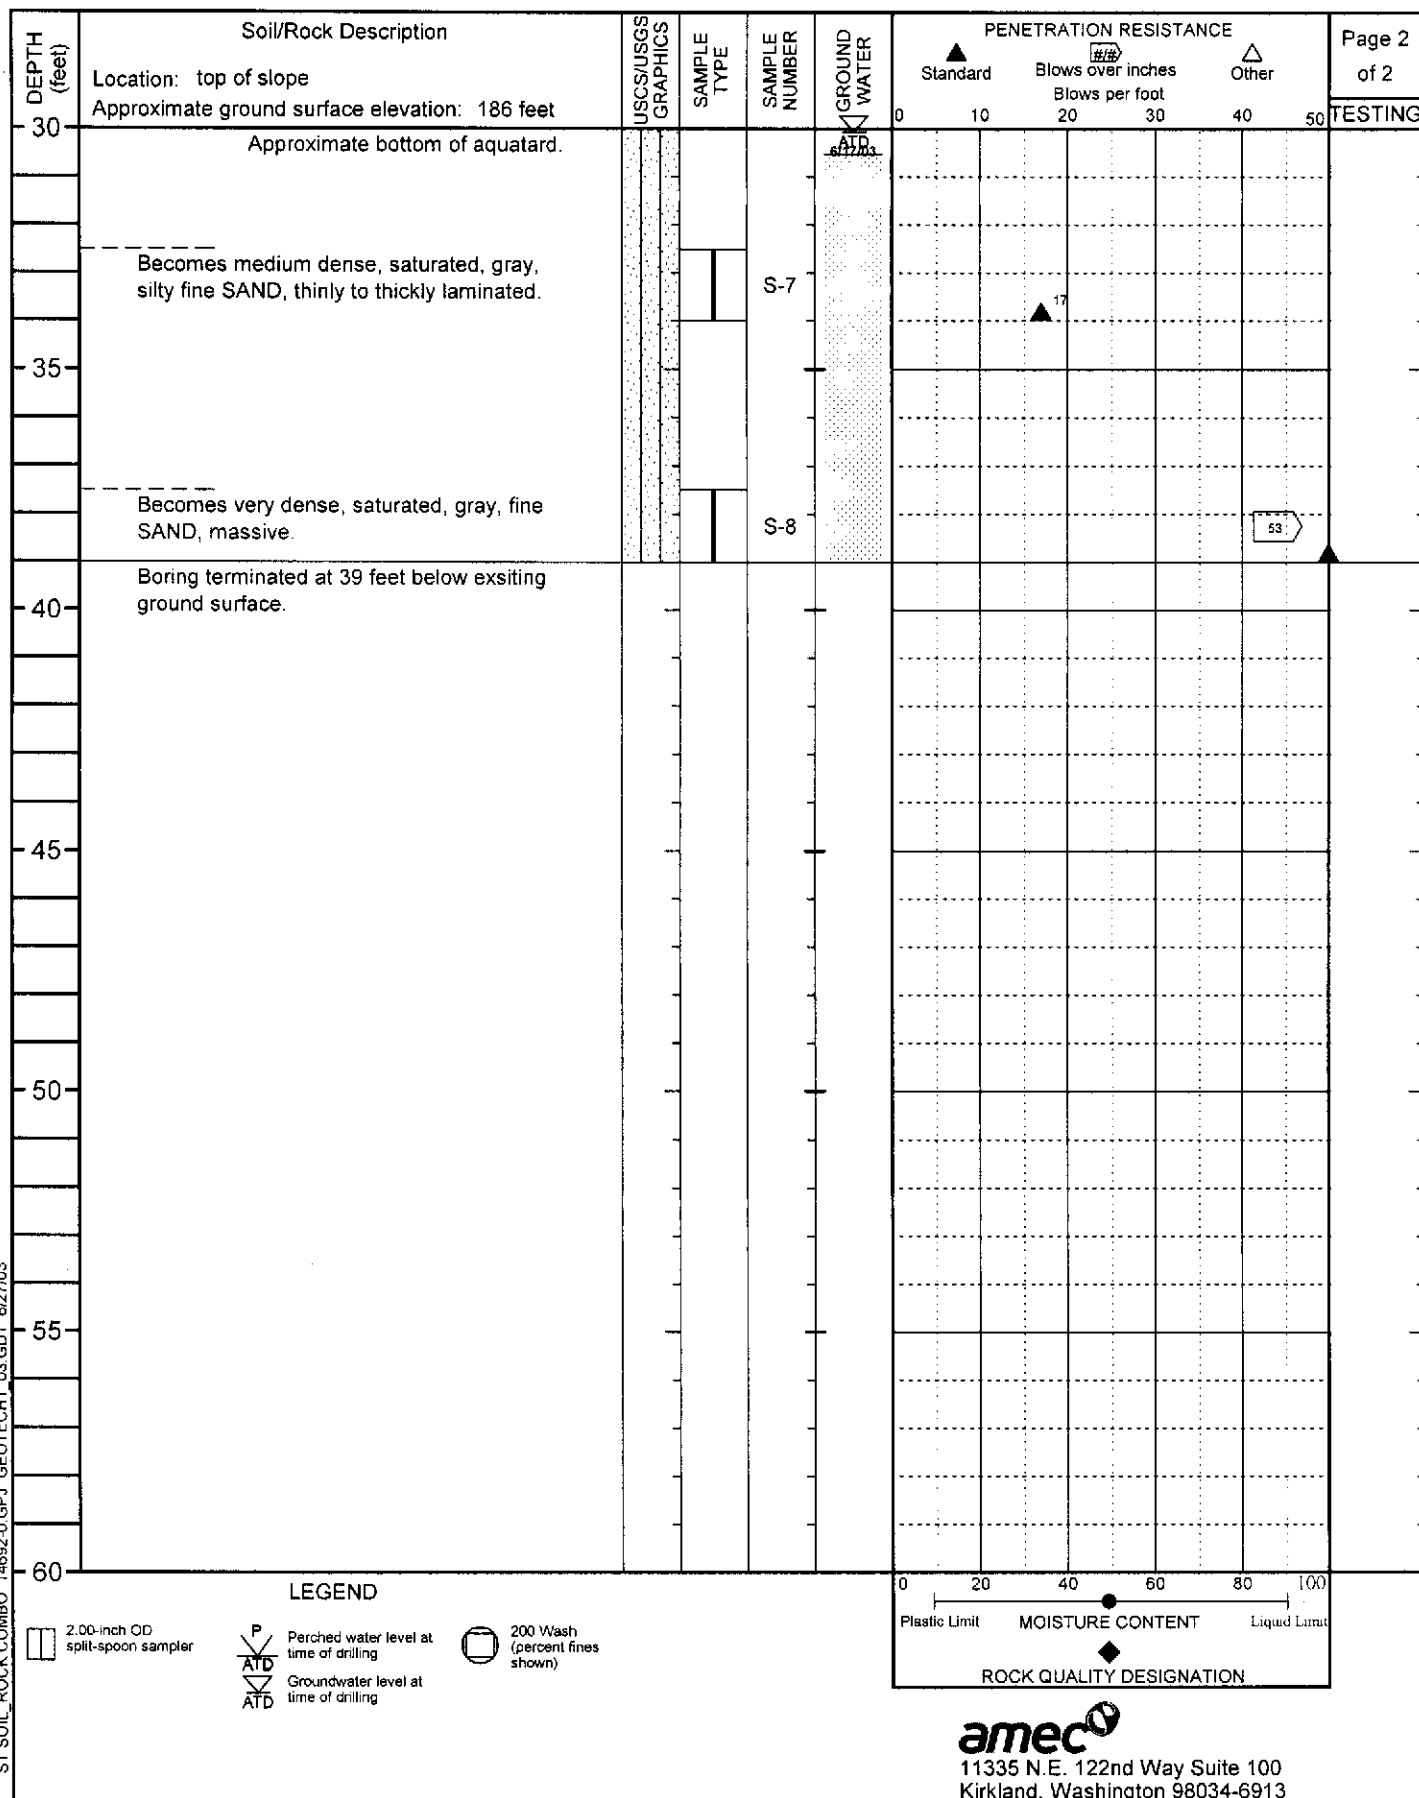 DEPTH
(feet)
Soil/Rock Description
Location: top of slope
Approximate ground surface elevation: 186 feet
USCS/USGS
GRAPHICS
SAMPLE
TYPE
SAMPLE
NUMBER
GROUND
WATER
PENETRATION RESISTANCE
Standard
#/#
Blows over inches
Other
Blows per foot
0 10 20 30 40 50
Page 2
of 2
TESTING
30
Approximate bottom of aquatard.
ATD
6/17/03
Becomes medium dense, saturated, gray,
silty fine SAND, thinly to thickly laminated.
S-7
17
35
Becomes very dense, saturated, gray, fine
SAND, massive.
S-8
53
Boring terminated at 39 feet below exsiting
ground surface.
40
45
50
55
60
0 20 40 60 80 100
Plastic Limit
MOISTURE CONTENT
Liquid Limit
ROCK QUALITY DESIGNATION
LEGEND
2.00-inch OD
split-spoon sampler
P
ATD
Perched water level at
time of drilling
ATD
Groundwater level at
time of drilling
200 Wash
(percent fines
shown)
amec
11335 N.E. 122nd Way Suite 100
Kirkland, Washington 98034-6913